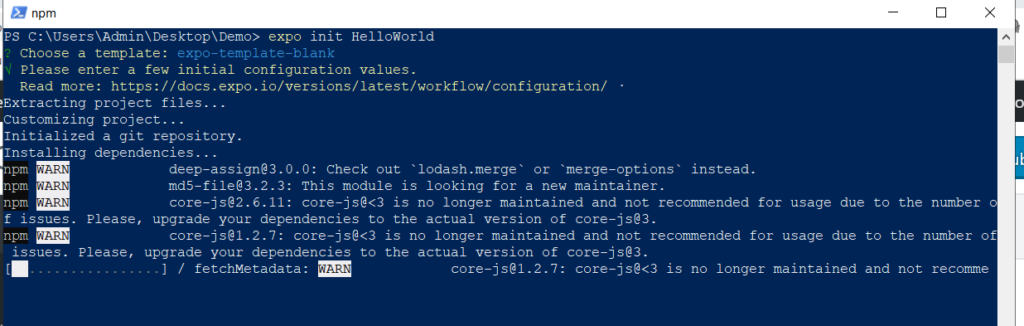 npm
PS C:\Users\Admin\Desktop\Demo> expo init HelloWorld
? Choose a template: expo-template-blank
√ Please enter a few initial configuration values.
  Read more: https://docs.expo.io/versions/latest/workflow/configuration/ ·
Extracting project files...
Customizing project...
Initialized a git repository.
Installing dependencies...
npm WARN            deep-assign@3.0.0: Check out `lodash.merge` or `merge-options` instead.
npm WARN            md5-file@3.2.3: This module is looking for a new maintainer.
npm WARN            core-js@2.6.11: core-js@<3 is no longer maintained and not recommended for usage due to the number o
f issues. Please, upgrade your dependencies to the actual version of core-js@3.
npm WARN            core-js@1.2.7: core-js@<3 is no longer maintained and not recommended for usage due to the number of
 issues. Please, upgrade your dependencies to the actual version of core-js@3.
[  ................] / fetchMetadata: WARN            core-js@1.2.7: core-js@<3 is no longer maintained and not recomme